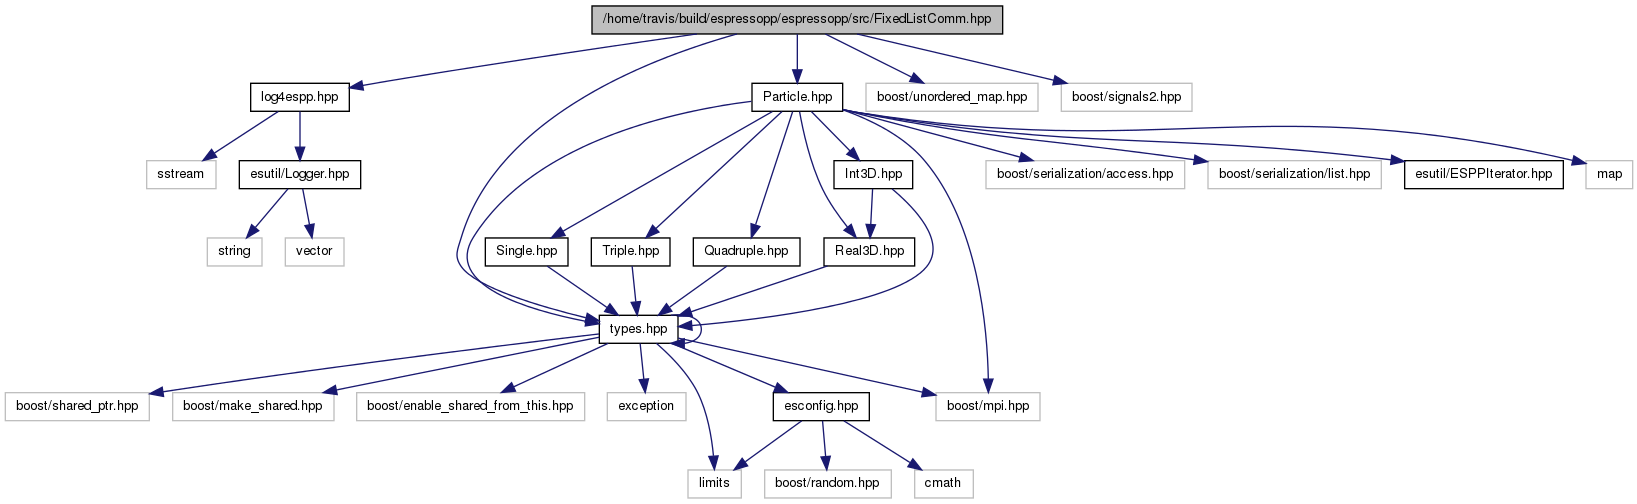 /home/travis/build/espressopp/espressopp/src/FixedListComm.hpp
log4espp.hpp
Particle.hpp
boost/unordered_map.hpp
boost/signals2.hpp
sstream
esutil/Logger.hpp
Int3D.hpp
boost/serialization/access.hpp
boost/serialization/list.hpp
esutil/ESPPIterator.hpp
map
string
vector
Single.hpp
Triple.hpp
Quadruple.hpp
Real3D.hpp
types.hpp
boost/shared_ptr.hpp
boost/make_shared.hpp
boost/enable_shared_from_this.hpp
exception
esconfig.hpp
boost/mpi.hpp
limits
boost/random.hpp
cmath